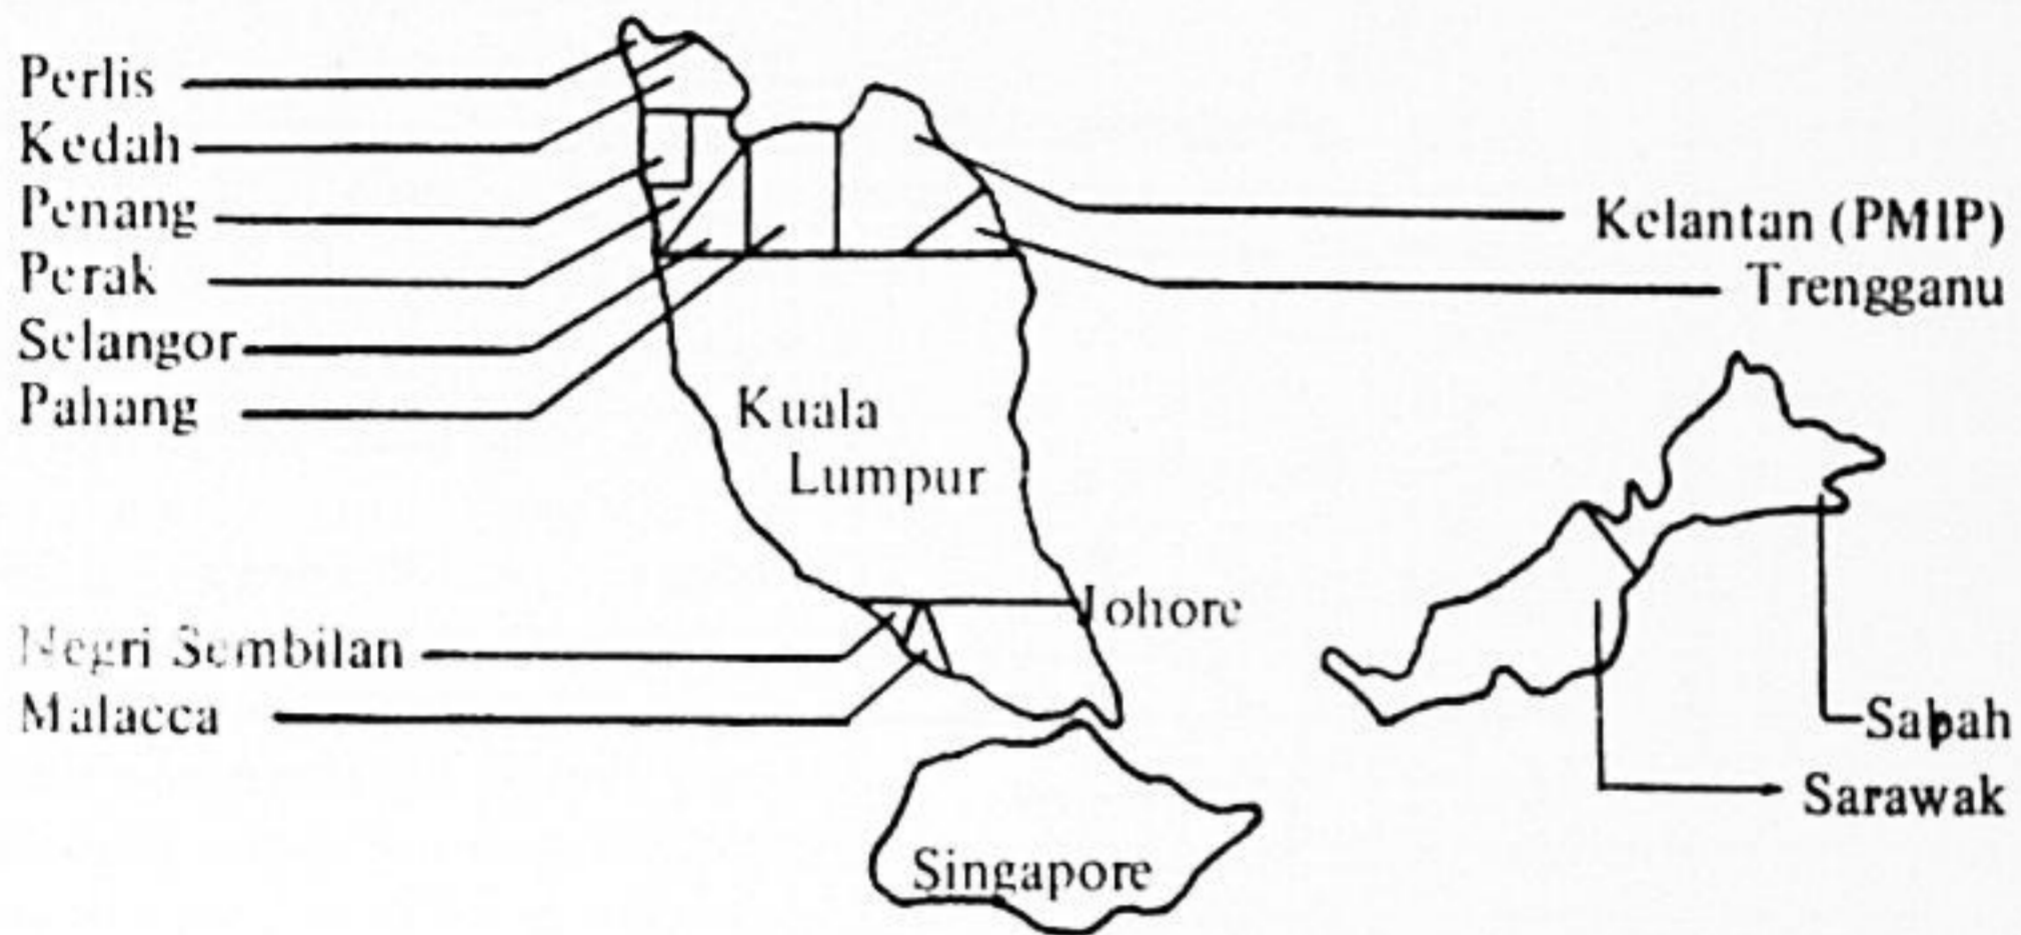 Perlis
Kedah
Penang
Perak
Selangor
Pahang
Kelantan (PMIP)
Trengganu
Kuala
Lumpur
Negri Sembilan
Malacca
Johore
Singapore
Sabah
Sarawak